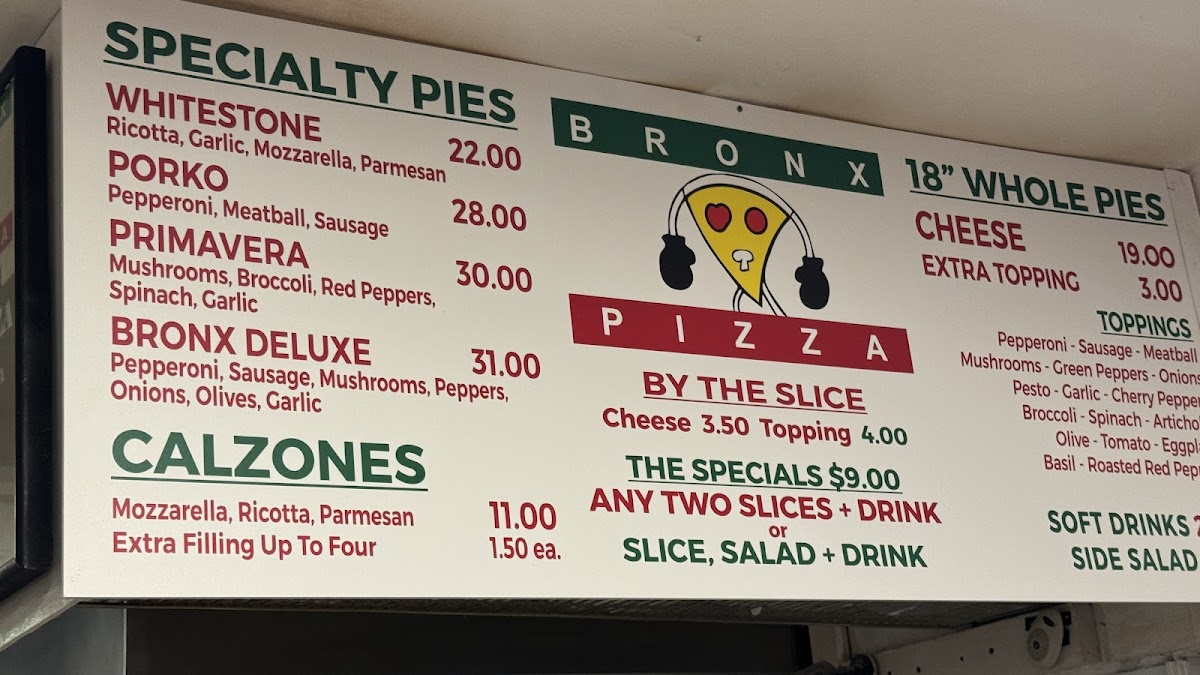 SPECIALTY PIES
WHITESTONE
Ricotta, Garlic, Mozzarella, Parmesan 22.00
PORKO
Pepperoni, Meatball, Sausage 28.00
PRIMAVERA
Mushrooms, Broccoli, Red Peppers, 30.00
Spinach, Garlic
BRONX DELUXE 31.00
Pepperoni, Sausage, Mushrooms, Peppers,
Onions, Olives, Garlic
CALZONES
Mozzarella, Ricotta, Parmesan 11.00
Extra Filling Up To Four 1.50 ea.
BRONX
PIZZA
BY THE SLICE
Cheese 3.50 Topping 4.00
THE SPECIALS $9.00
ANY TWO SLICES + DRINK
or
SLICE, SALAD + DRINK
18” WHOLE PIES
CHEESE 19.00
EXTRA TOPPING 3.00
TOPPINGS
Pepperoni - Sausage - Meatball
Mushrooms - Green Peppers - Onions
Pesto - Garlic - Cherry
Broccoli - Spinach
Olive - Tomato
Basil - Roasted Red
SOFT DRINKS
SIDE SALAD